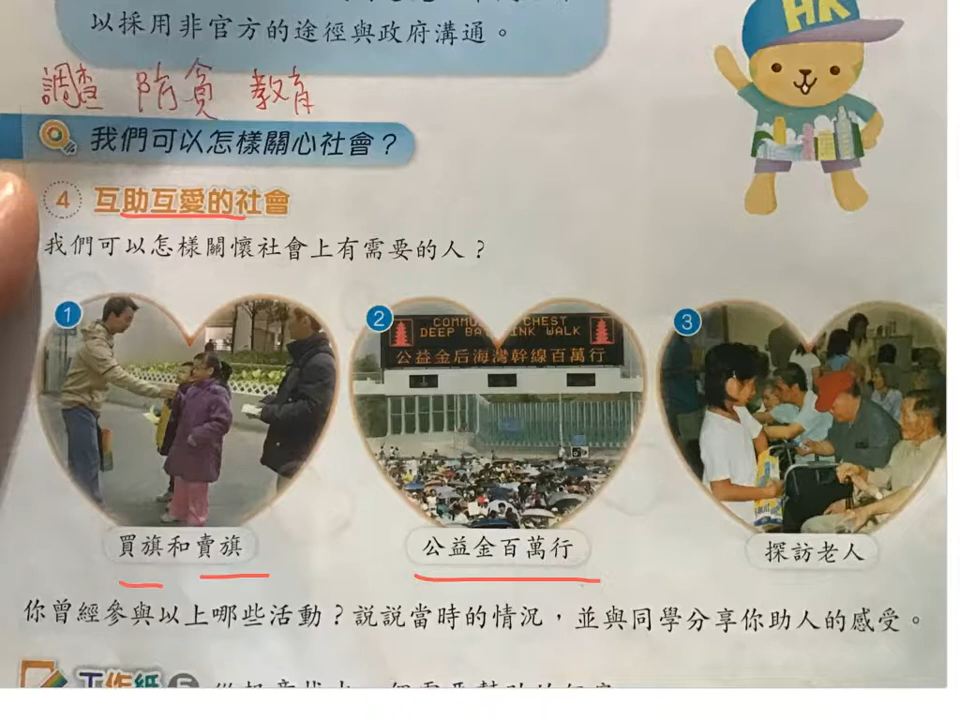 以採用非官方的途徑與政府溝通。
HK
調查 防貪 教育
我們可以怎樣關心社會？
4 互助互愛的社會
我們可以怎樣關懷社會上有需要的人？
1
2
3
COMMU CHEST
DEEP BA INK WALK
公益金后海灣幹線百萬行
買旗和賣旗
公益金百萬行
探訪老人
你曾經參與以上哪些活動？說說當時的情況，並與同學分享你助人的感受。
工作紙 5